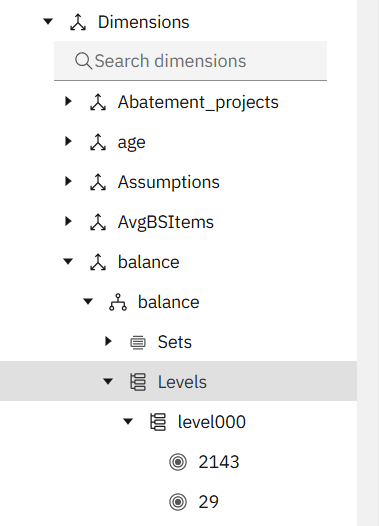 Dimensions
Search dimensions
Abatement_projects
age
Assumptions
AvgBSItems
balance
balance
Sets
Levels
level000
2143
29